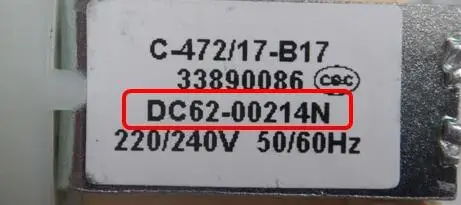 C-472/17-B17
33890086 CQC
DC62-00214N
220/240V 50/60Hz